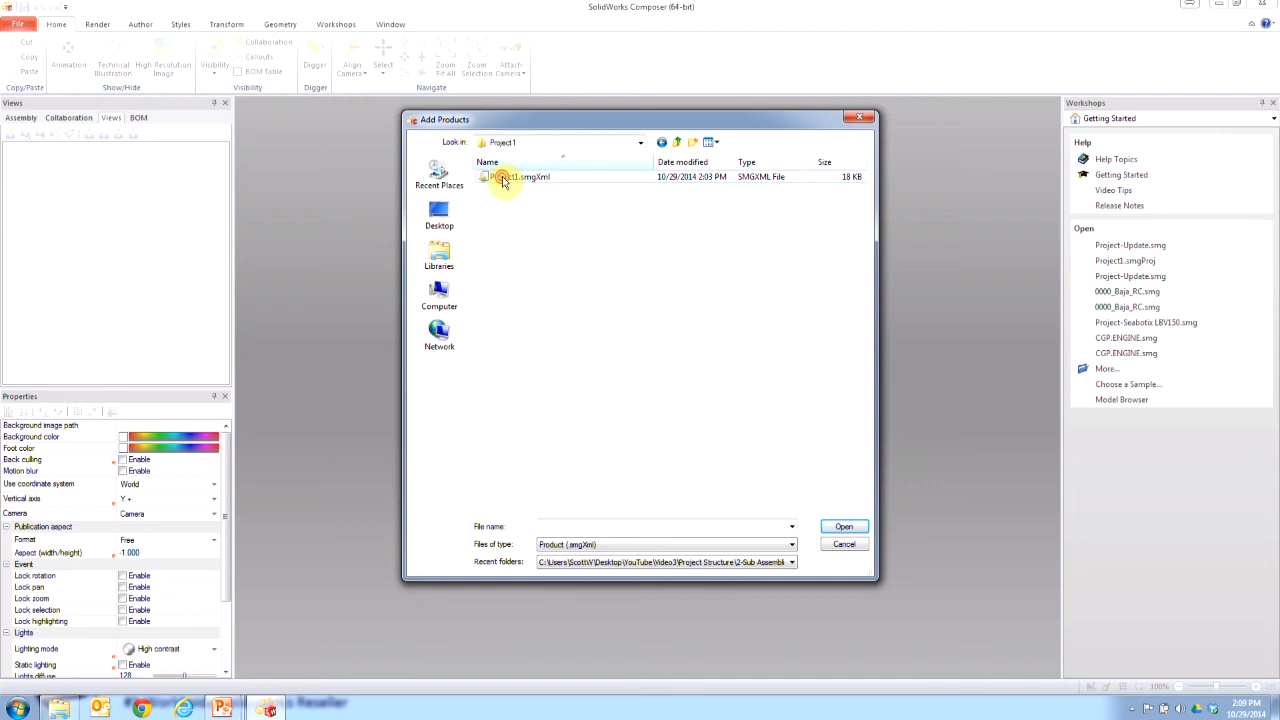 SolidWorks Composer (64-bit)
File Home Render Author Styles Transform Geometry Workshops Window
Cut
Copy
Paste
Copy/Paste
Animation
Technical Illustration
High Resolution Image
Show/Hide
Visibility
Collaboration
Callouts
BOM Table
Visibility
Digger
Digger
Align Camera
Select
Zoom Fit All
Zoom Selection
Attach Camera
Navigate
Views
Assembly Collaboration Views BOM
Properties
Background image path
Background color
Foot color
Back culling Enable
Motion blur Enable
Use coordinate system World
Vertical axis Y +
Camera Camera
Publication aspect
Format Free
Aspect (width/height) -1.000
Event
Lock rotation Enable
Lock pan Enable
Lock zoom Enable
Lock selection Enable
Lock highlighting Enable
Lights
Lighting mode High contrast
Static lighting Enable
Lights diffuse 128
Add Products
Look in: Project1
Name Date modified Type Size
Project1.smgXml 10/29/2014 2:03 PM SMGXML File 18 KB
Recent Places
Desktop
Libraries
Computer
Network
File name: Open
Files of type: Product (.smgXml) Cancel
Recent folders: C:\Users\ScottW\Desktop\YouTube\Video3\Project Structure\2-Sub Assembli
Workshops
Getting Started
Help
Help Topics
Getting Started
Video Tips
Release Notes
Open
Project-Update.smg
Project1.smgProj
Project-Update.smg
0000_Baja_RC.smg
0000_Baja_RC.smg
Project-Seabotix LBV150.smg
CGP.ENGINE.smg
CGP.ENGINE.smg
More...
Choose a Sample...
Model Browser
100%
Reseller
2:09 PM
10/29/2014